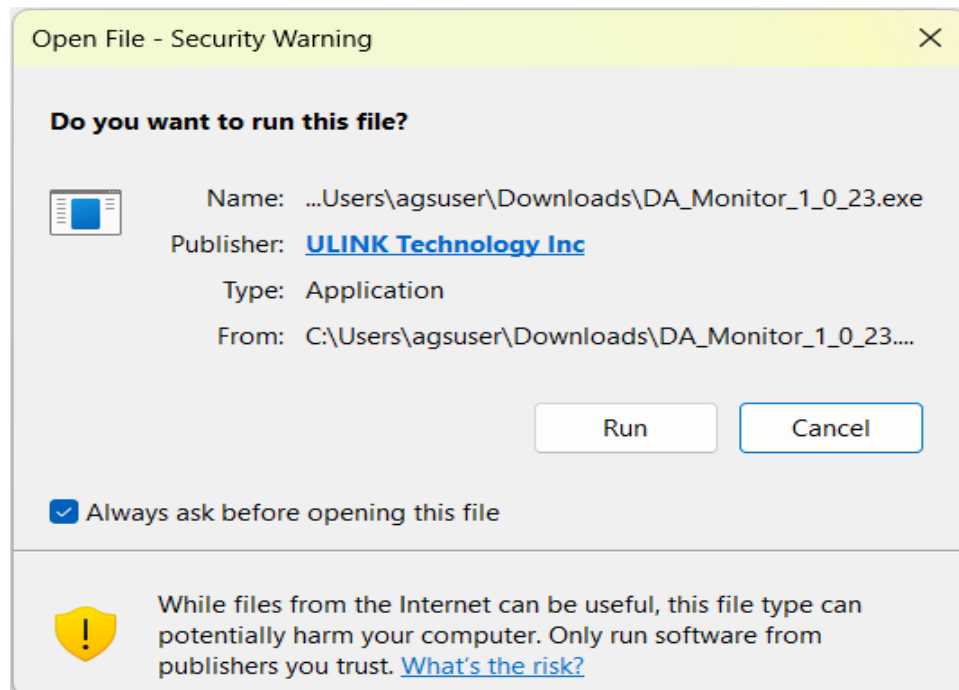 Open File - Security Warning
Do you want to run this file?
Name: ...Users\agsuser\Downloads\DA_Monitor_1_0_23.exe
Publisher: ULINK Technology Inc
Type: Application
From: C:\Users\agsuser\Downloads\DA_Monitor_1_0_23....
Run Cancel
Always ask before opening this file
While files from the Internet can be useful, this file type can
potentially harm your computer. Only run software from
publishers you trust. What's the risk?